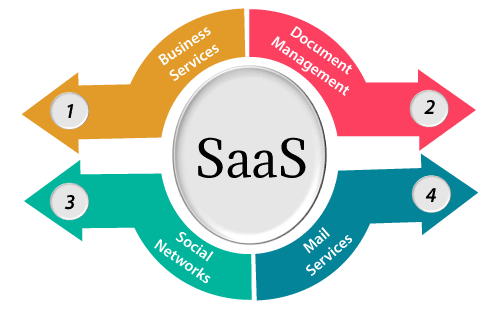 Business
Services
1
Document
Management
2
SaaS
3
Social
Networks
4
Mail
Services